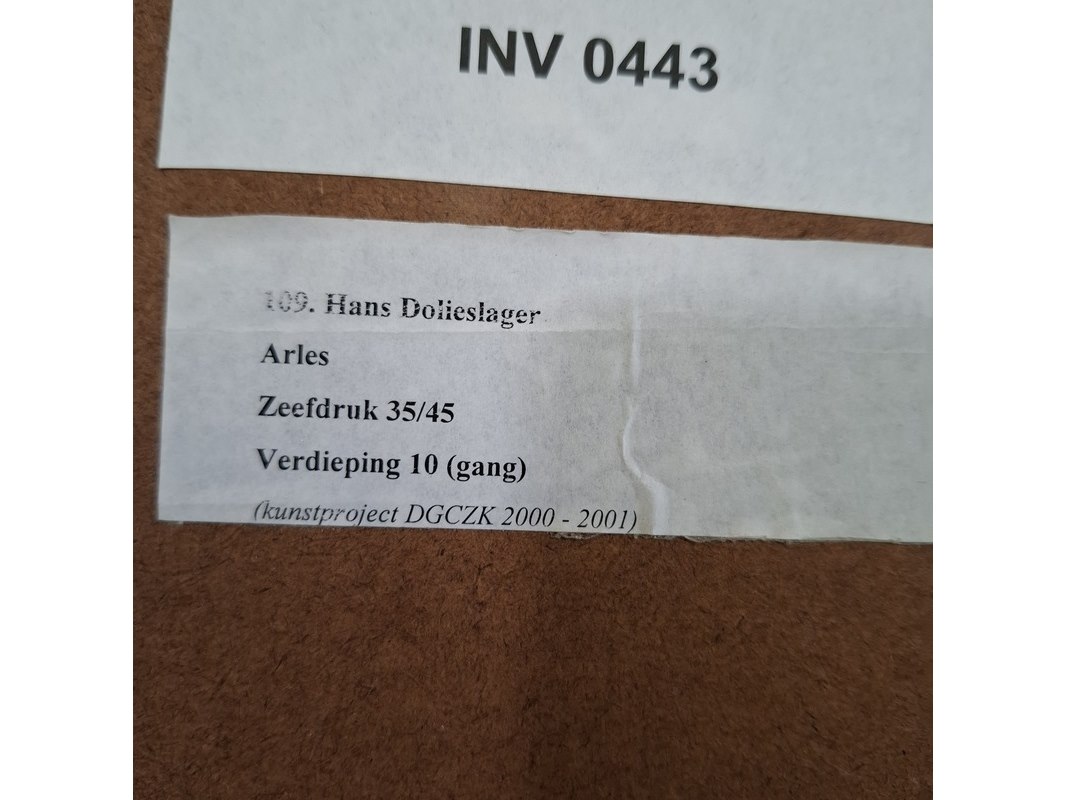 INV 0443
109. Hans Dolieslager
Arles
Zeefdruk 35/45
Verdieping 10 (gang)
(kunstproject DGCZK 2000 - 2001)